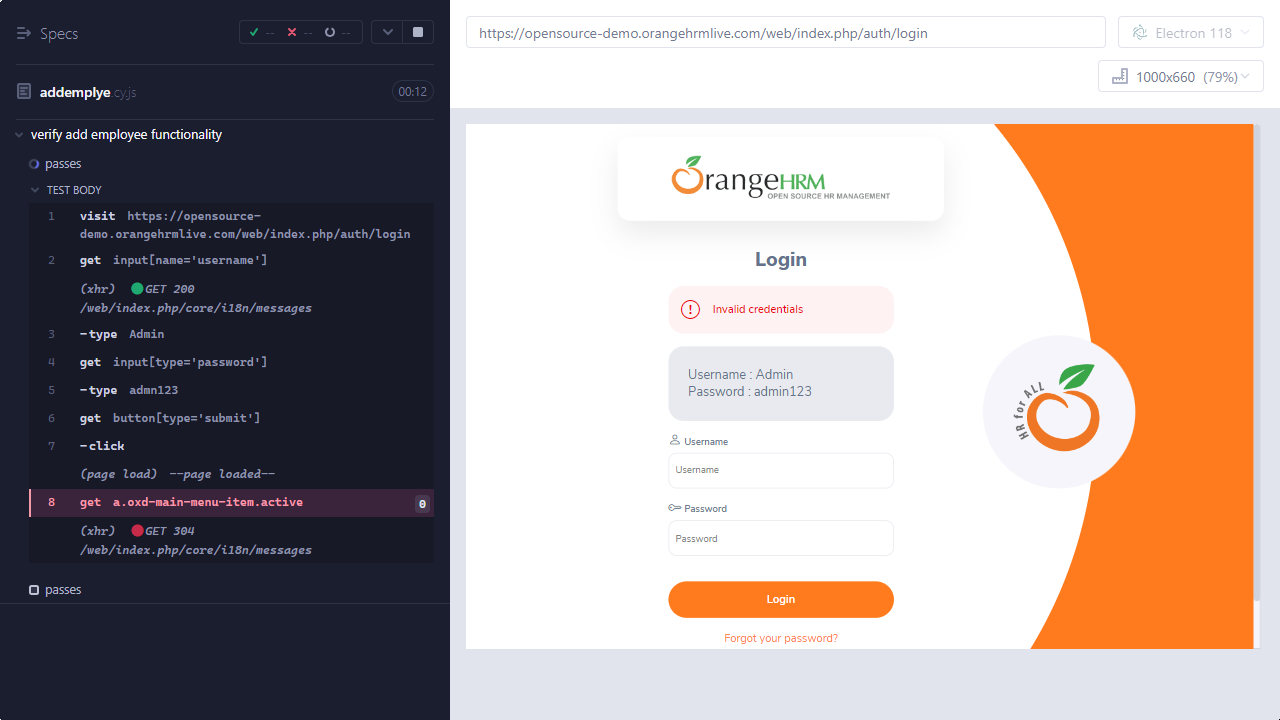 Specs
-- -- --
https://opensource-demo.orangehrmlive.com/web/index.php/auth/login
Electron 118
1000x660 (79%)
addemplye.cy.js
00:12
verify add employee functionality
passes
TEST BODY
1 visit https://opensource-
demo.orangehrmlive.com/web/index.php/auth/login
2 get input[name='username']
(xhr) GET 200
/web/index.php/core/i18n/messages
3 -type Admin
4 get input[type='password']
5 -type admn123
6 get button[type='submit']
7 -click
(page load) --page loaded--
8 get a.oxd-main-menu-item.active 0
(xhr) GET 304
/web/index.php/core/i18n/messages
passes
OrangeHRM
OPEN SOURCE HR MANAGEMENT
Login
! Invalid credentials
Username : Admin
Password : admin123
Username
Username
Password
Password
Login
Forgot your password?
HR for ALL